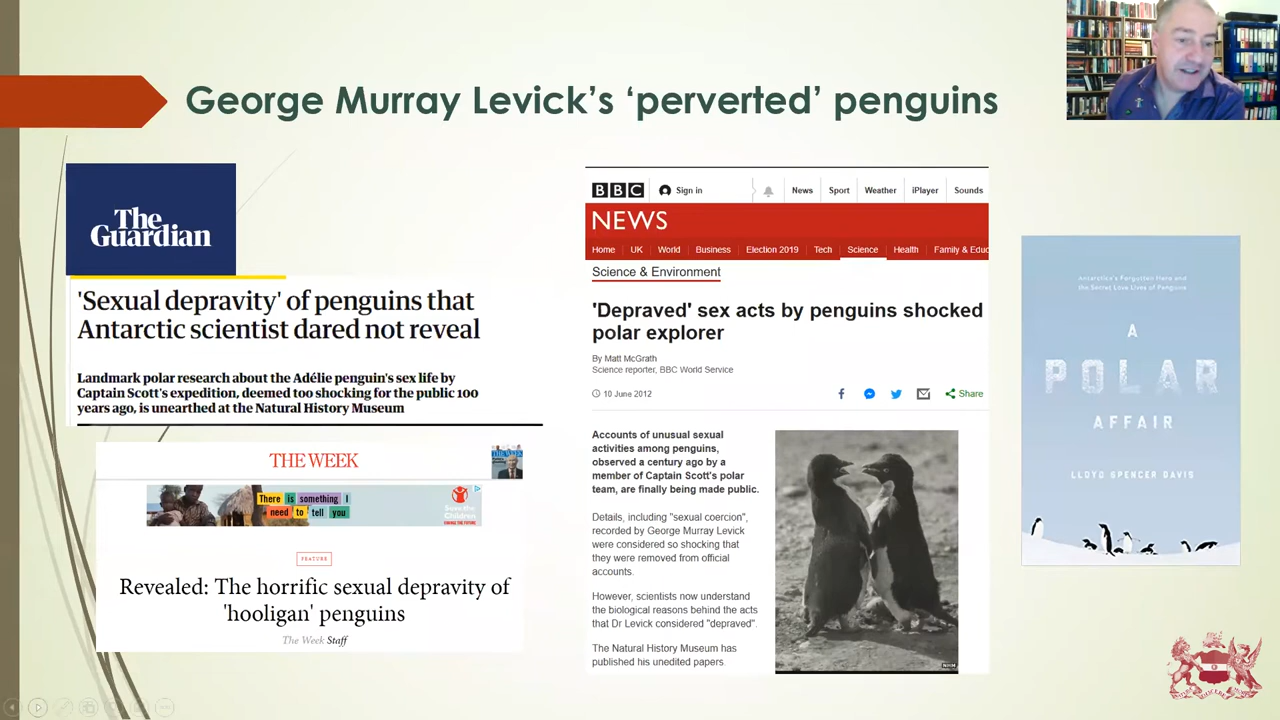 George Murray Levick’s ‘perverted’ penguins
The
Guardian
'Sexual depravity' of penguins that
Antarctic scientist dared not reveal
Landmark polar research about the Adélie penguin's sex life by
Captain Scott's expedition, deemed too shocking for the public 100
years ago, is unearthed at the Natural History Museum
THE WEEK
There is something I
need to tell you
Save the
Children
FEATURE
Revealed: The horrific sexual depravity of
'hooligan' penguins
The Week Staff
BBC Sign in News Sport Weather iPlayer Sounds
NEWS
Home UK World Business Election 2019 Tech Science Health Family & Educ
Science & Environment
'Depraved' sex acts by penguins shocked
polar explorer
By Matt McGrath
Science reporter, BBC World Service
10 June 2012 Share
Accounts of unusual sexual
activities among penguins,
observed a century ago by a
member of Captain Scott's polar
team, are finally being made public.
Details, including "sexual coercion",
recorded by George Murray Levick
were considered so shocking that
they were removed from official
accounts.
However, scientists now understand
the biological reasons behind the acts
that Dr Levick considered "depraved".
The Natural History Museum has
published his unedited papers.
NHM
Antarctica's Forgotten Hero and
the Secret Love Lives of Penguins
A
POLAR
AFFAIR
LLOYD SPENCER DAVIS